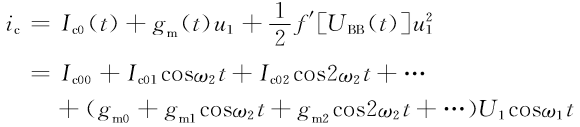 i_c = I_c0(t) + g_m(t)u_1 + \frac{1}{2} f′[U_BB(t)]u_1^2
= I_c00 + I_c01 cosω_2 t + I_c02 cos2ω_2 t + ⋯
+ (g_m0 + g_m1 cosω_2 t + g_m2 cos2ω_2 t + ⋯)U_1 cosω_1 t